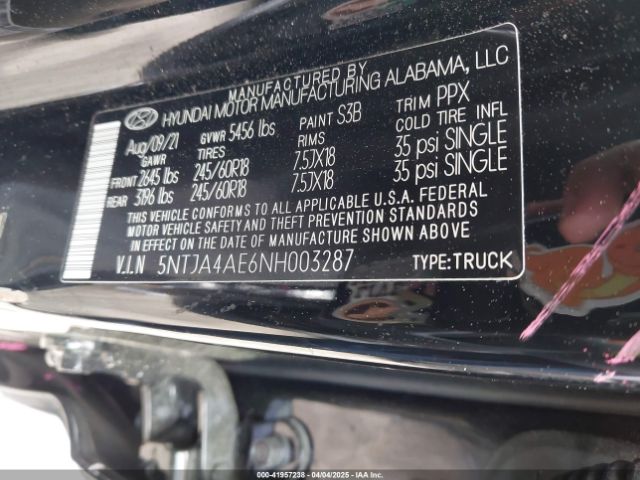 MANUFACTURED BY
HYUNDAI MOTOR MANUFACTURING ALABAMA, LLC
Aug/09/21 GVWR 5456 lbs PAINT S3B TRIM PPX
GAWR TIRES RIMS COLD TIRE INFL
FRONT 2645 lbs 245/60R18 7.5JX18 35 psi SINGLE
REAR 3196 lbs 245/60R18 7.5JX18 35 psi SINGLE
THIS VEHICLE CONFORMS TO ALL APPLICABLE U.S.A. FEDERAL
MOTOR VEHICLE SAFETY AND THEFT PREVENTION STANDARDS
IN EFFECT ON THE DATE OF MANUFACTURE SHOWN ABOVE
V.I.N 5NTJA4AE6NH003287 TYPE: TRUCK
000-41957238 - 04/04/2025 - IAA Inc.